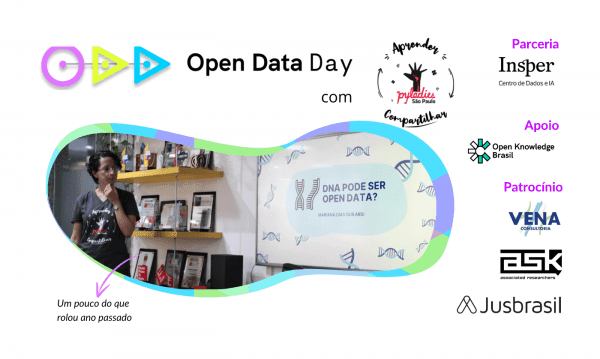 Open Data Day
com
Aprender
pyladies
São Paulo
Compartilhar
Parceria
Insper
Centro de Dados e IA
Apoio
Open Knowledge
Brasil
Patrocínio
VENA
CONSULTORIA
ask
associated researchers
Jusbrasil
DNA PODE SER
OPEN DATA?
Um pouco do que
rolou ano passado